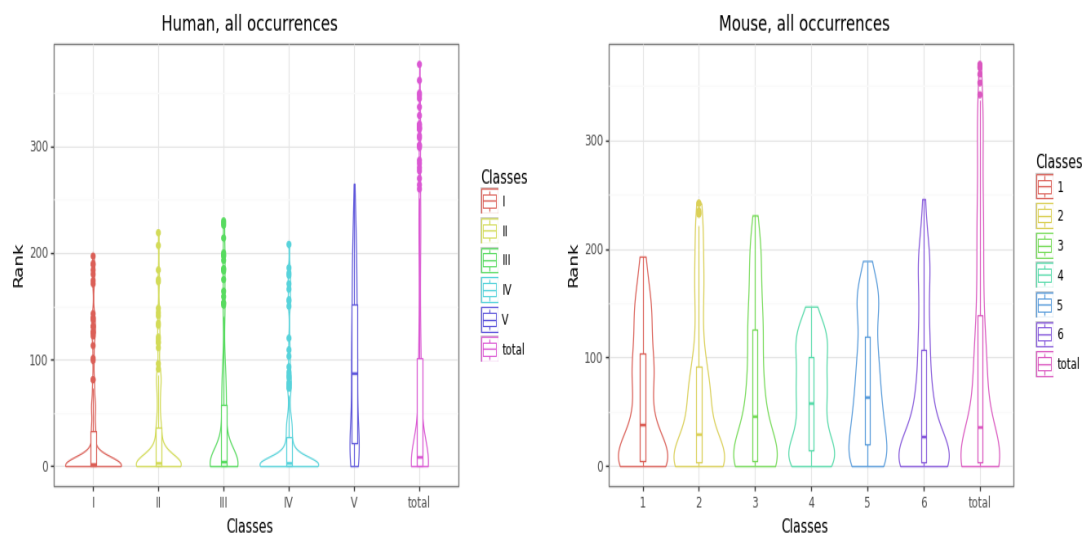 Human, all occurrences
300
200
100
0
Rank
I II III IV V total
Classes
Classes
I
II
III
IV
V
total
Mouse, all occurrences
300
200
100
0
Rank
1 2 3 4 5 6 total
Classes
Classes
1
2
3
4
5
6
total